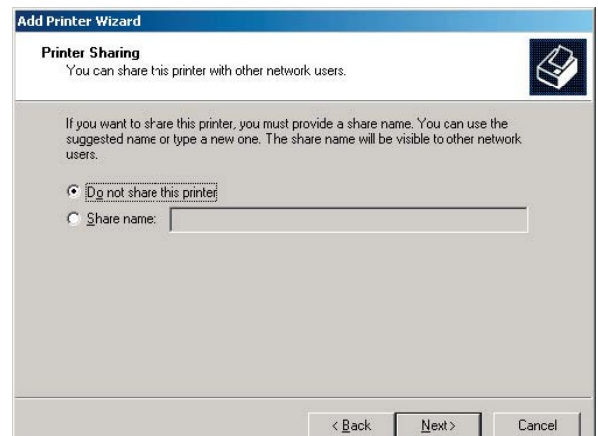 Add Printer Wizard
Printer Sharing
You can share this printer with other network users.
If you want to share this printer, you must provide a share name. You can use the
suggested name or type a new one. The share name will be visible to other network
users.
Do not share this printer
Share name:
< Back Next > Cancel